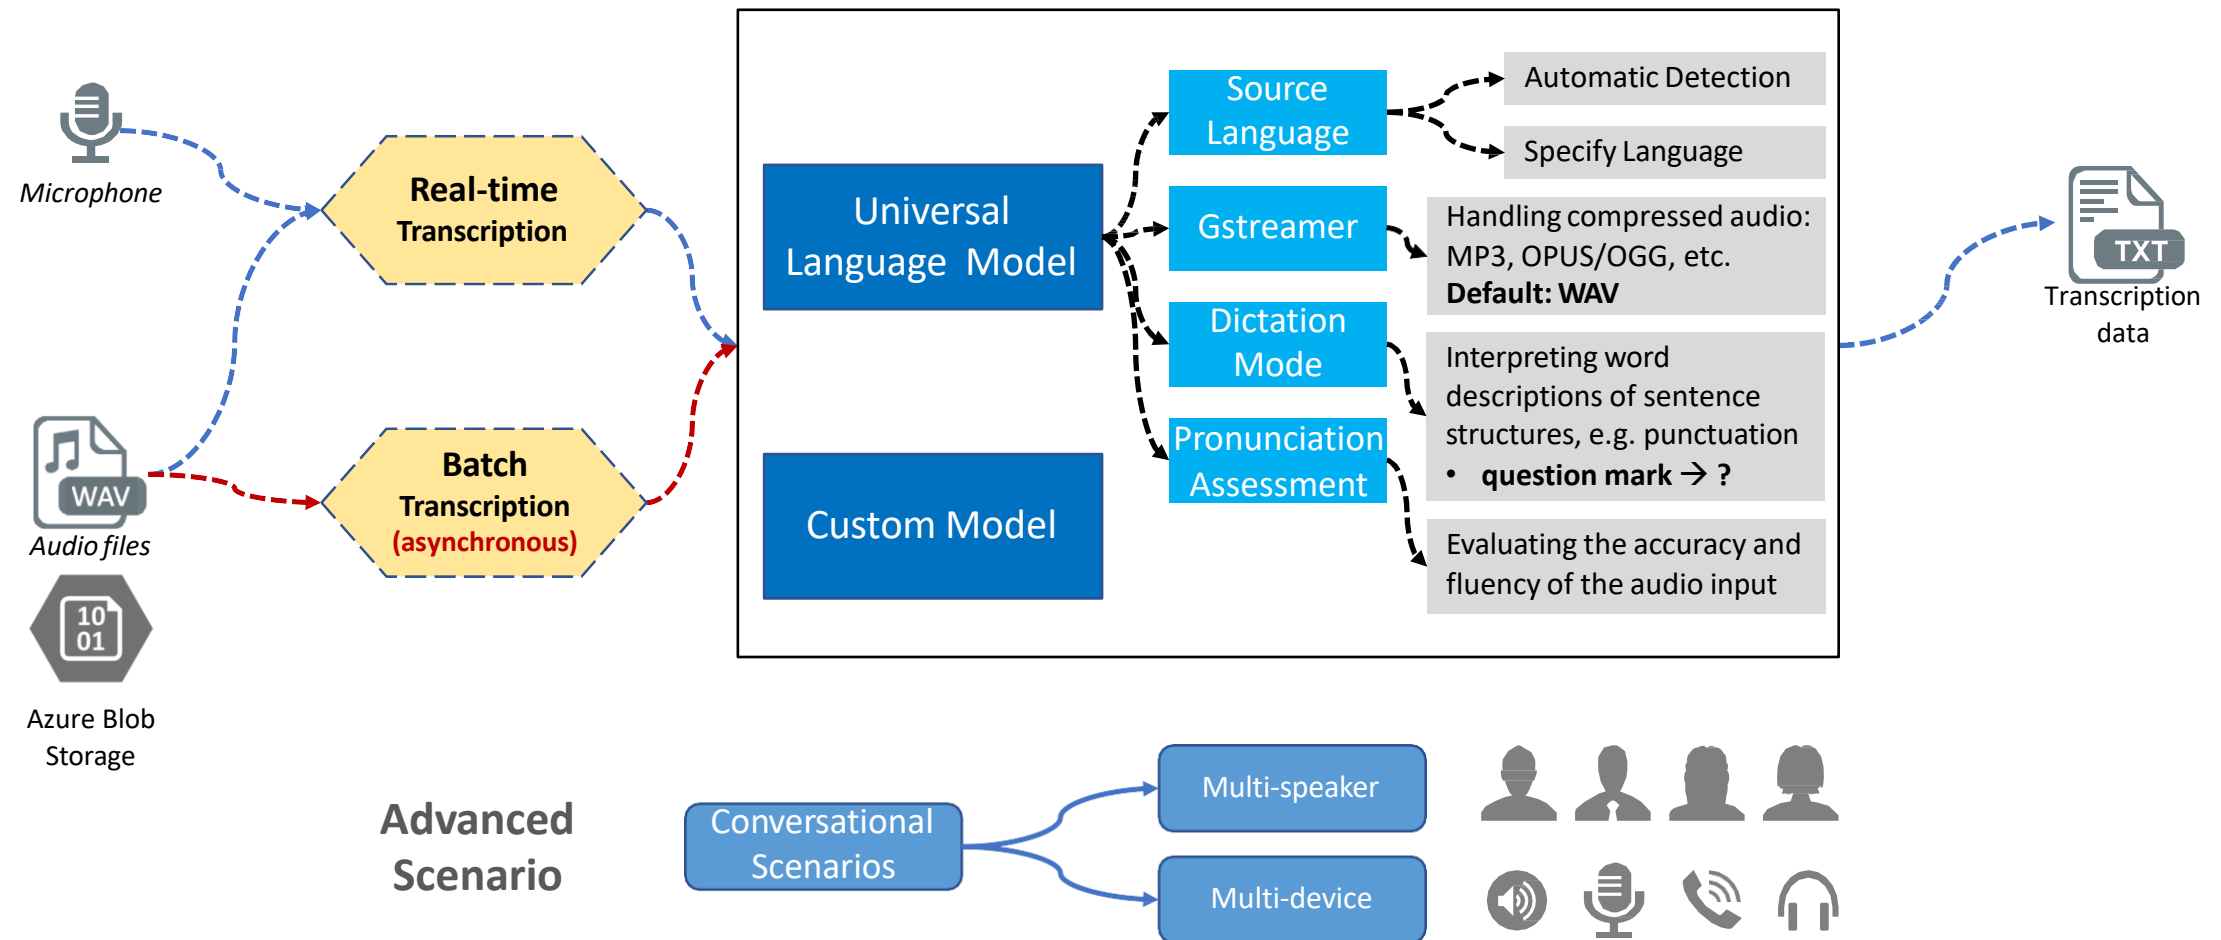 Microphone
WAV
Audio files
10
01
Azure Blob
Storage
Real-time
Transcription
Batch
Transcription
(asynchronous)
Universal
Language Model
Custom Model
Source
Language
Automatic Detection
Specify Language
Gstreamer
Handling compressed audio:
MP3, OPUS/OGG, etc.
Default: WAV
Dictation
Mode
Interpreting word
descriptions of sentence
structures, e.g. punctuation
• question mark → ?
Pronunciation
Assessment
Evaluating the accuracy and
fluency of the audio input
TXT
Transcription
data
Advanced
Scenario
Conversational
Scenarios
Multi-speaker
Multi-device